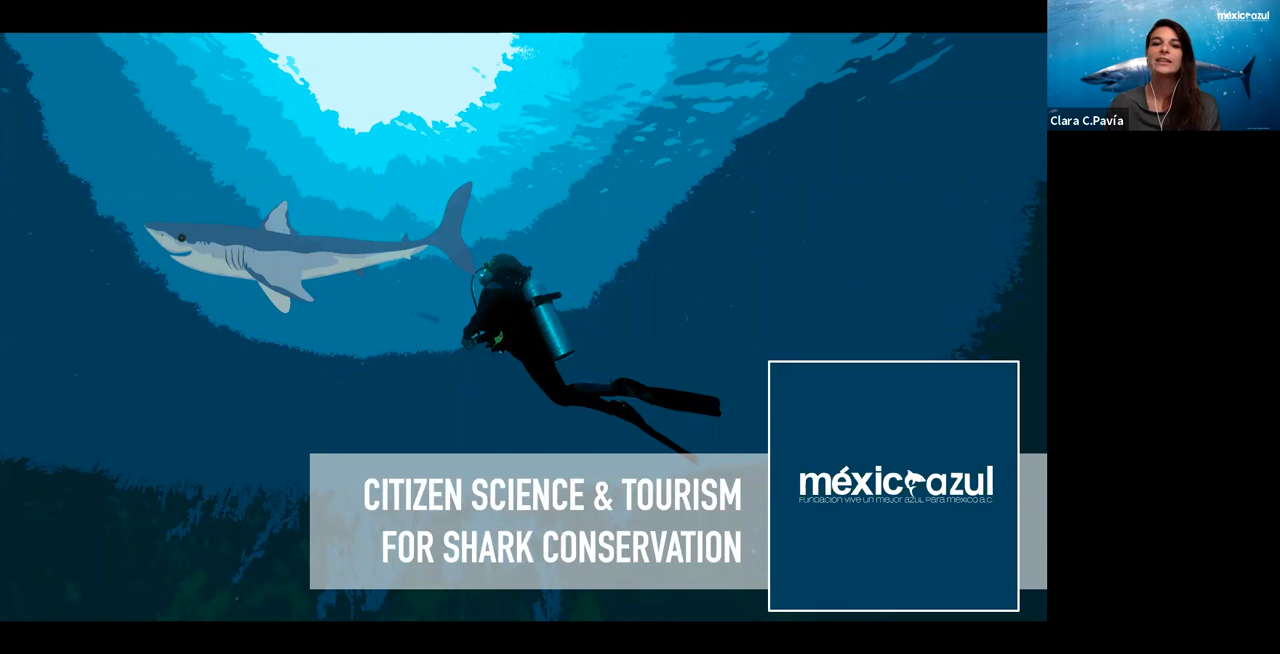 méxicoazul
Clara C.Pavía
CITIZEN SCIENCE & TOURISM
FOR SHARK CONSERVATION
méxicoazul
FUNDACIÓN VIVE UN MEJOR AZUL PARA MÉXICO A.C.